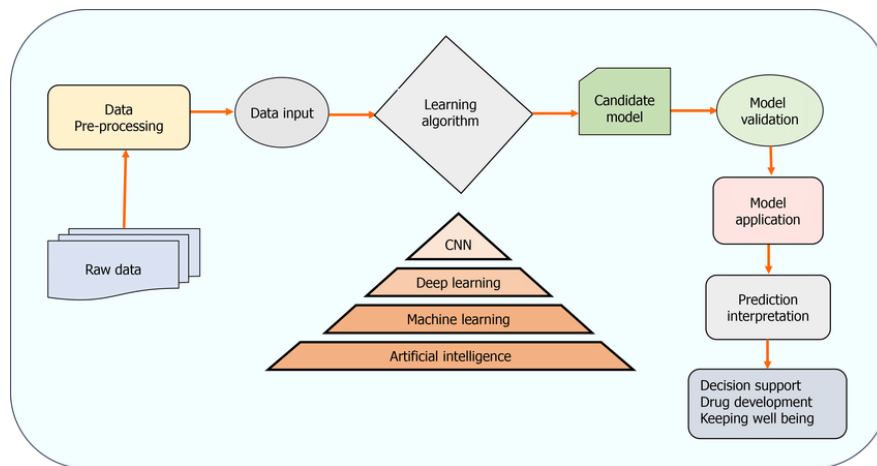 Data
Pre-processing
Data input
Learning
algorithm
Candidate
model
Model
validation
Raw data
CNN
Deep learning
Machine learning
Artificial intelligence
Model
application
Prediction
interpretation
Decision support
Drug development
Keeping well being